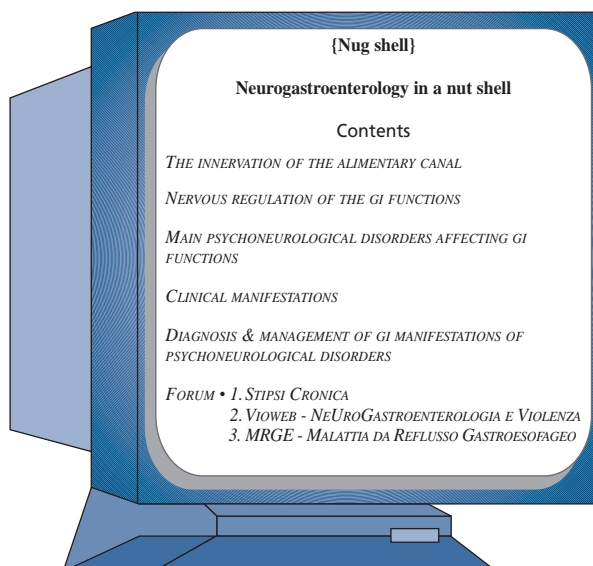 {Nug shell}
Neurogastroenterology in a nut shell
Contents
THE INNERVATION OF THE ALIMENTARY CANAL
NERVOUS REGULATION OF THE GI FUNCTIONS
MAIN PSYCHONEUROLOGICAL DISORDERS AFFECTING GI
FUNCTIONS
CLINICAL MANIFESTATIONS
DIAGNOSIS & MANAGEMENT OF GI MANIFESTATIONS OF
PSYCHONEUROLOGICAL DISORDERS
FORUM • 1. STIPSI CRONICA
2. VIOWEB - NEUROGASTROENTEROLOGIA E VIOLENZA
3. MRGE - MALATTIA DA REFLUSSO GASTROESOFAGEO